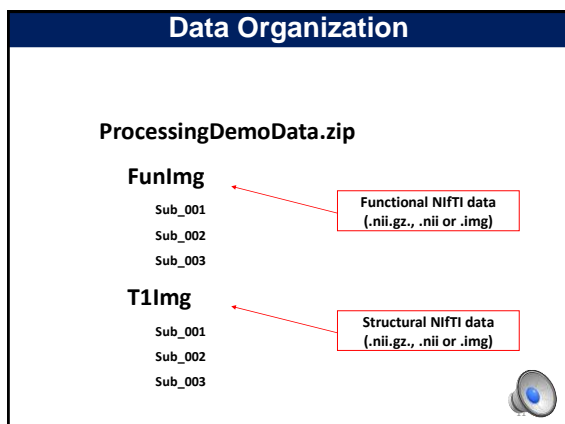 Data Organization
ProcessingDemoData.zip
FunImg
Functional NIfTI data
(.nii.gz., .nii or .img)
Sub_001
Sub_002
Sub_003
T1Img
Structural NIfTI data
(.nii.gz., .nii or .img)
Sub_001
Sub_002
Sub_003